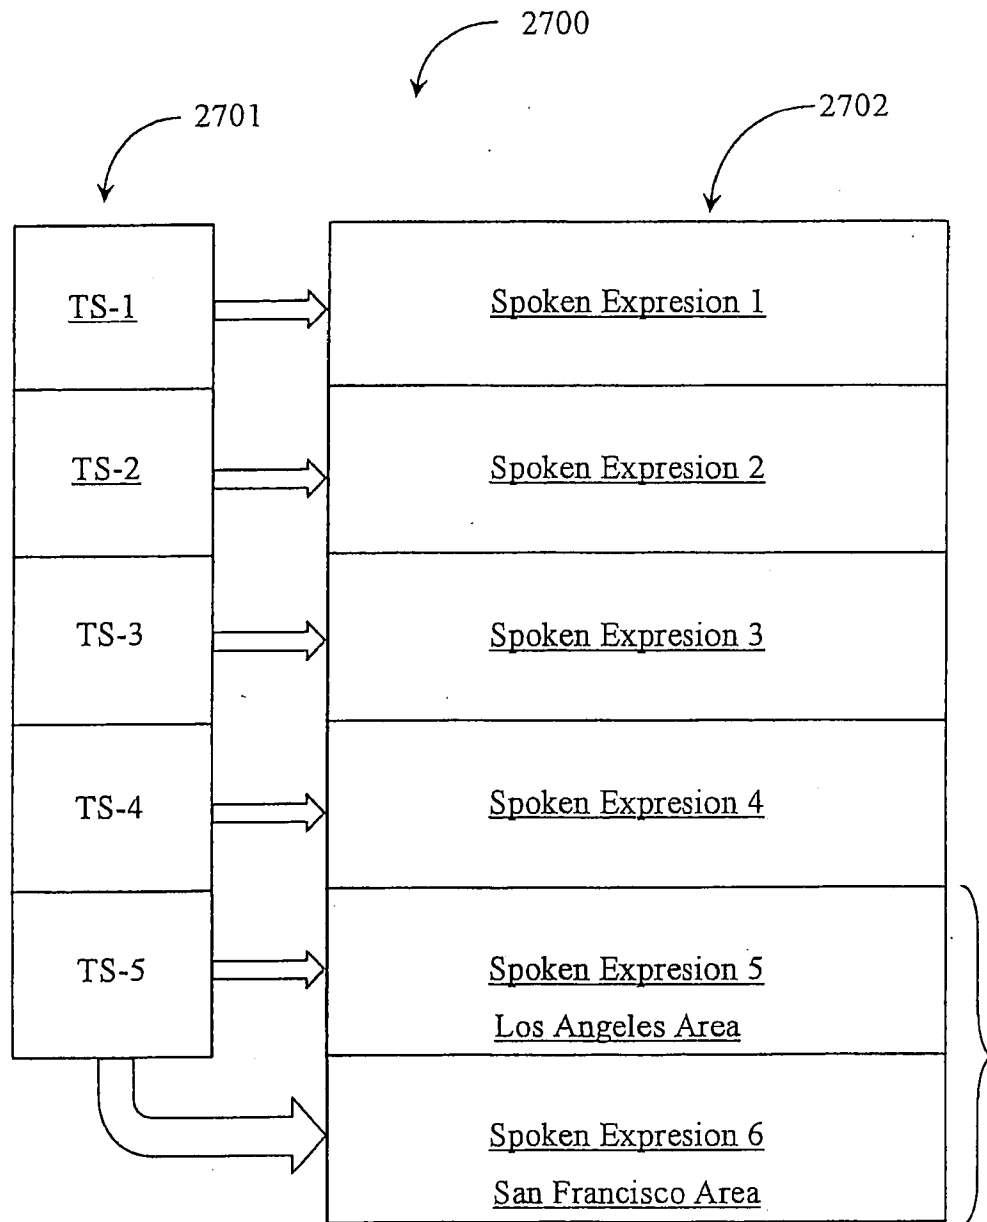 2700
2701
2702
TS-1
Spoken Expresion 1
TS-2
Spoken Expresion 2
TS-3
Spoken Expresion 3
TS-4
Spoken Expresion 4
TS-5
Spoken Expresion 5
Los Angeles Area
Spoken Expresion 6
San Francisco Area